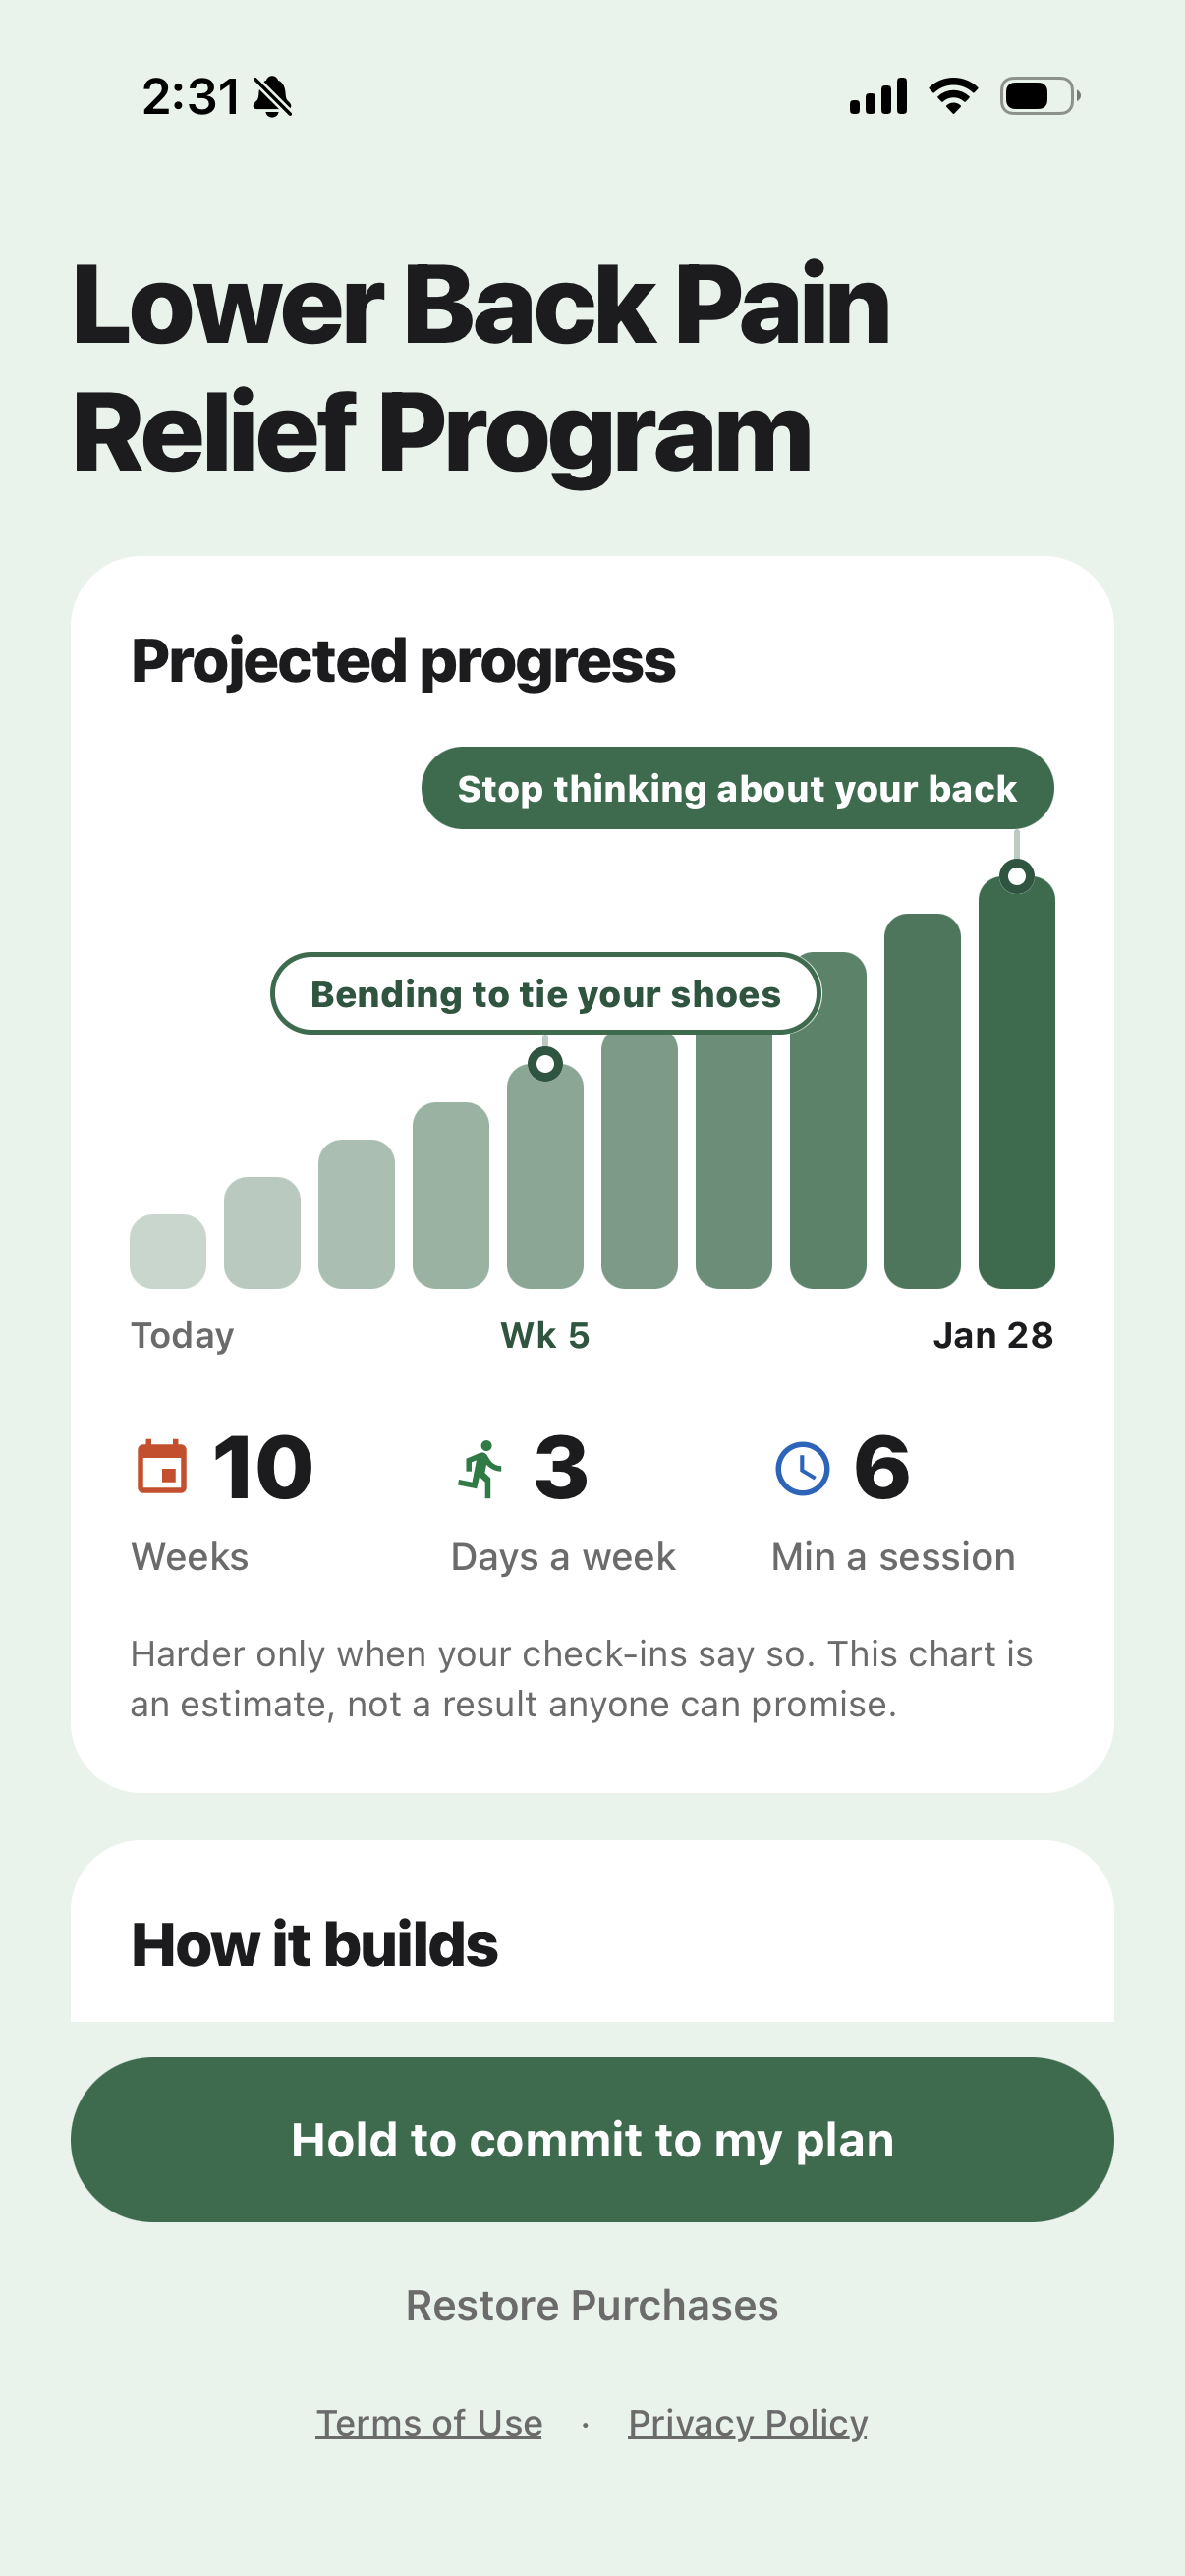 2:31
Lower Back Pain
Relief Program
Projected progress
Stop thinking about your back
Bending to tie your shoes
Today
Wk 5
Jan 28
10
3
6
Weeks
Days a week
Min a session
Harder only when your check-ins say so. This chart is
an estimate, not a result anyone can promise.
How it builds
Hold to commit to my plan
Restore Purchases
Terms of Use · Privacy Policy